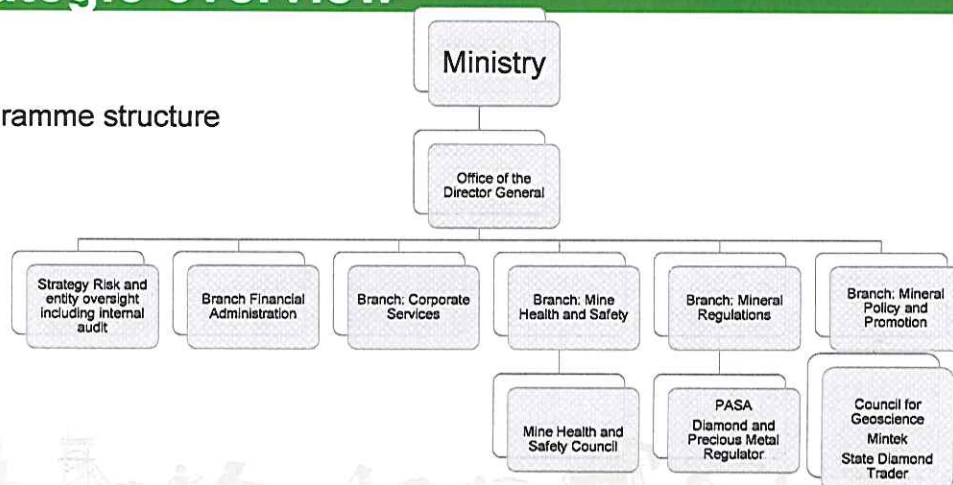 Ministry
ramme structure
Office of the
Director General
Strategy Risk and
entity oversight
including internal
audit
Branch Financial
Administration
Branch: Corporate
Services
Branch: Mine
Health and Safety
Branch: Mineral
Regulations
Branch: Mineral
Policy and
Promotion
Mine Health and
Safety Council
PASA
Diamond and
Precious Metal
Regulator
Council for
Geoscience
Mintek
State Diamond
Trader